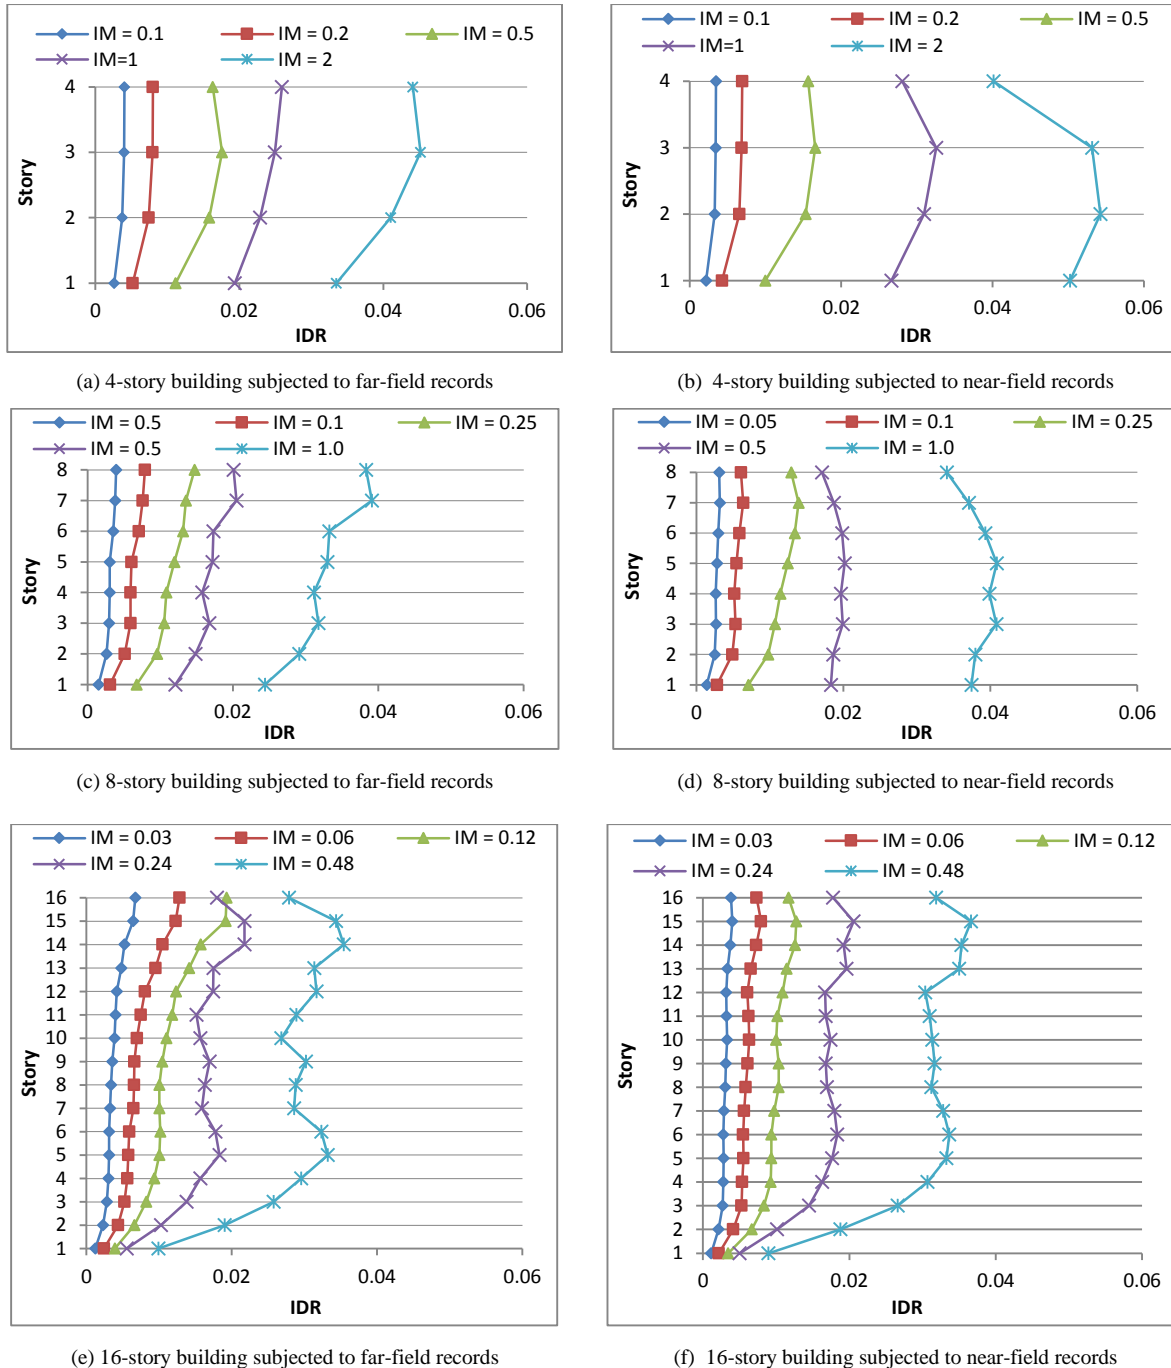 IM = 0.1
IM = 0.2
IM = 0.5
IM=1
IM = 2
4
3
2
1
Story
0
0.02
0.04
0.06
IDR
(a) 4-story building subjected to far-field records
IM = 0.1
IM = 0.2
IM = 0.5
IM=1
IM = 2
4
3
2
1
Story
0
0.02
0.04
0.06
IDR
(b) 4-story building subjected to near-field records
IM = 0.5
IM = 0.1
IM = 0.25
IM = 0.5
IM = 1.0
8
7
6
5
4
3
2
1
Story
0
0.02
0.04
0.06
IDR
(c) 8-story building subjected to far-field records
IM = 0.05
IM = 0.1
IM = 0.25
IM = 0.5
IM = 1.0
8
7
6
5
4
3
2
1
Story
0
0.02
0.04
0.06
IDR
(d) 8-story building subjected to near-field records
IM = 0.03
IM = 0.06
IM = 0.12
IM = 0.24
IM = 0.48
16
15
14
13
12
11
10
9
8
7
6
5
4
3
2
1
Story
0
0.02
0.04
0.06
IDR
(e) 16-story building subjected to far-field records
IM = 0.03
IM = 0.06
IM = 0.12
IM = 0.24
IM = 0.48
16
15
14
13
12
11
10
9
8
7
6
5
4
3
2
1
Story
0
0.02
0.04
0.06
IDR
(f) 16-story building subjected to near-field records